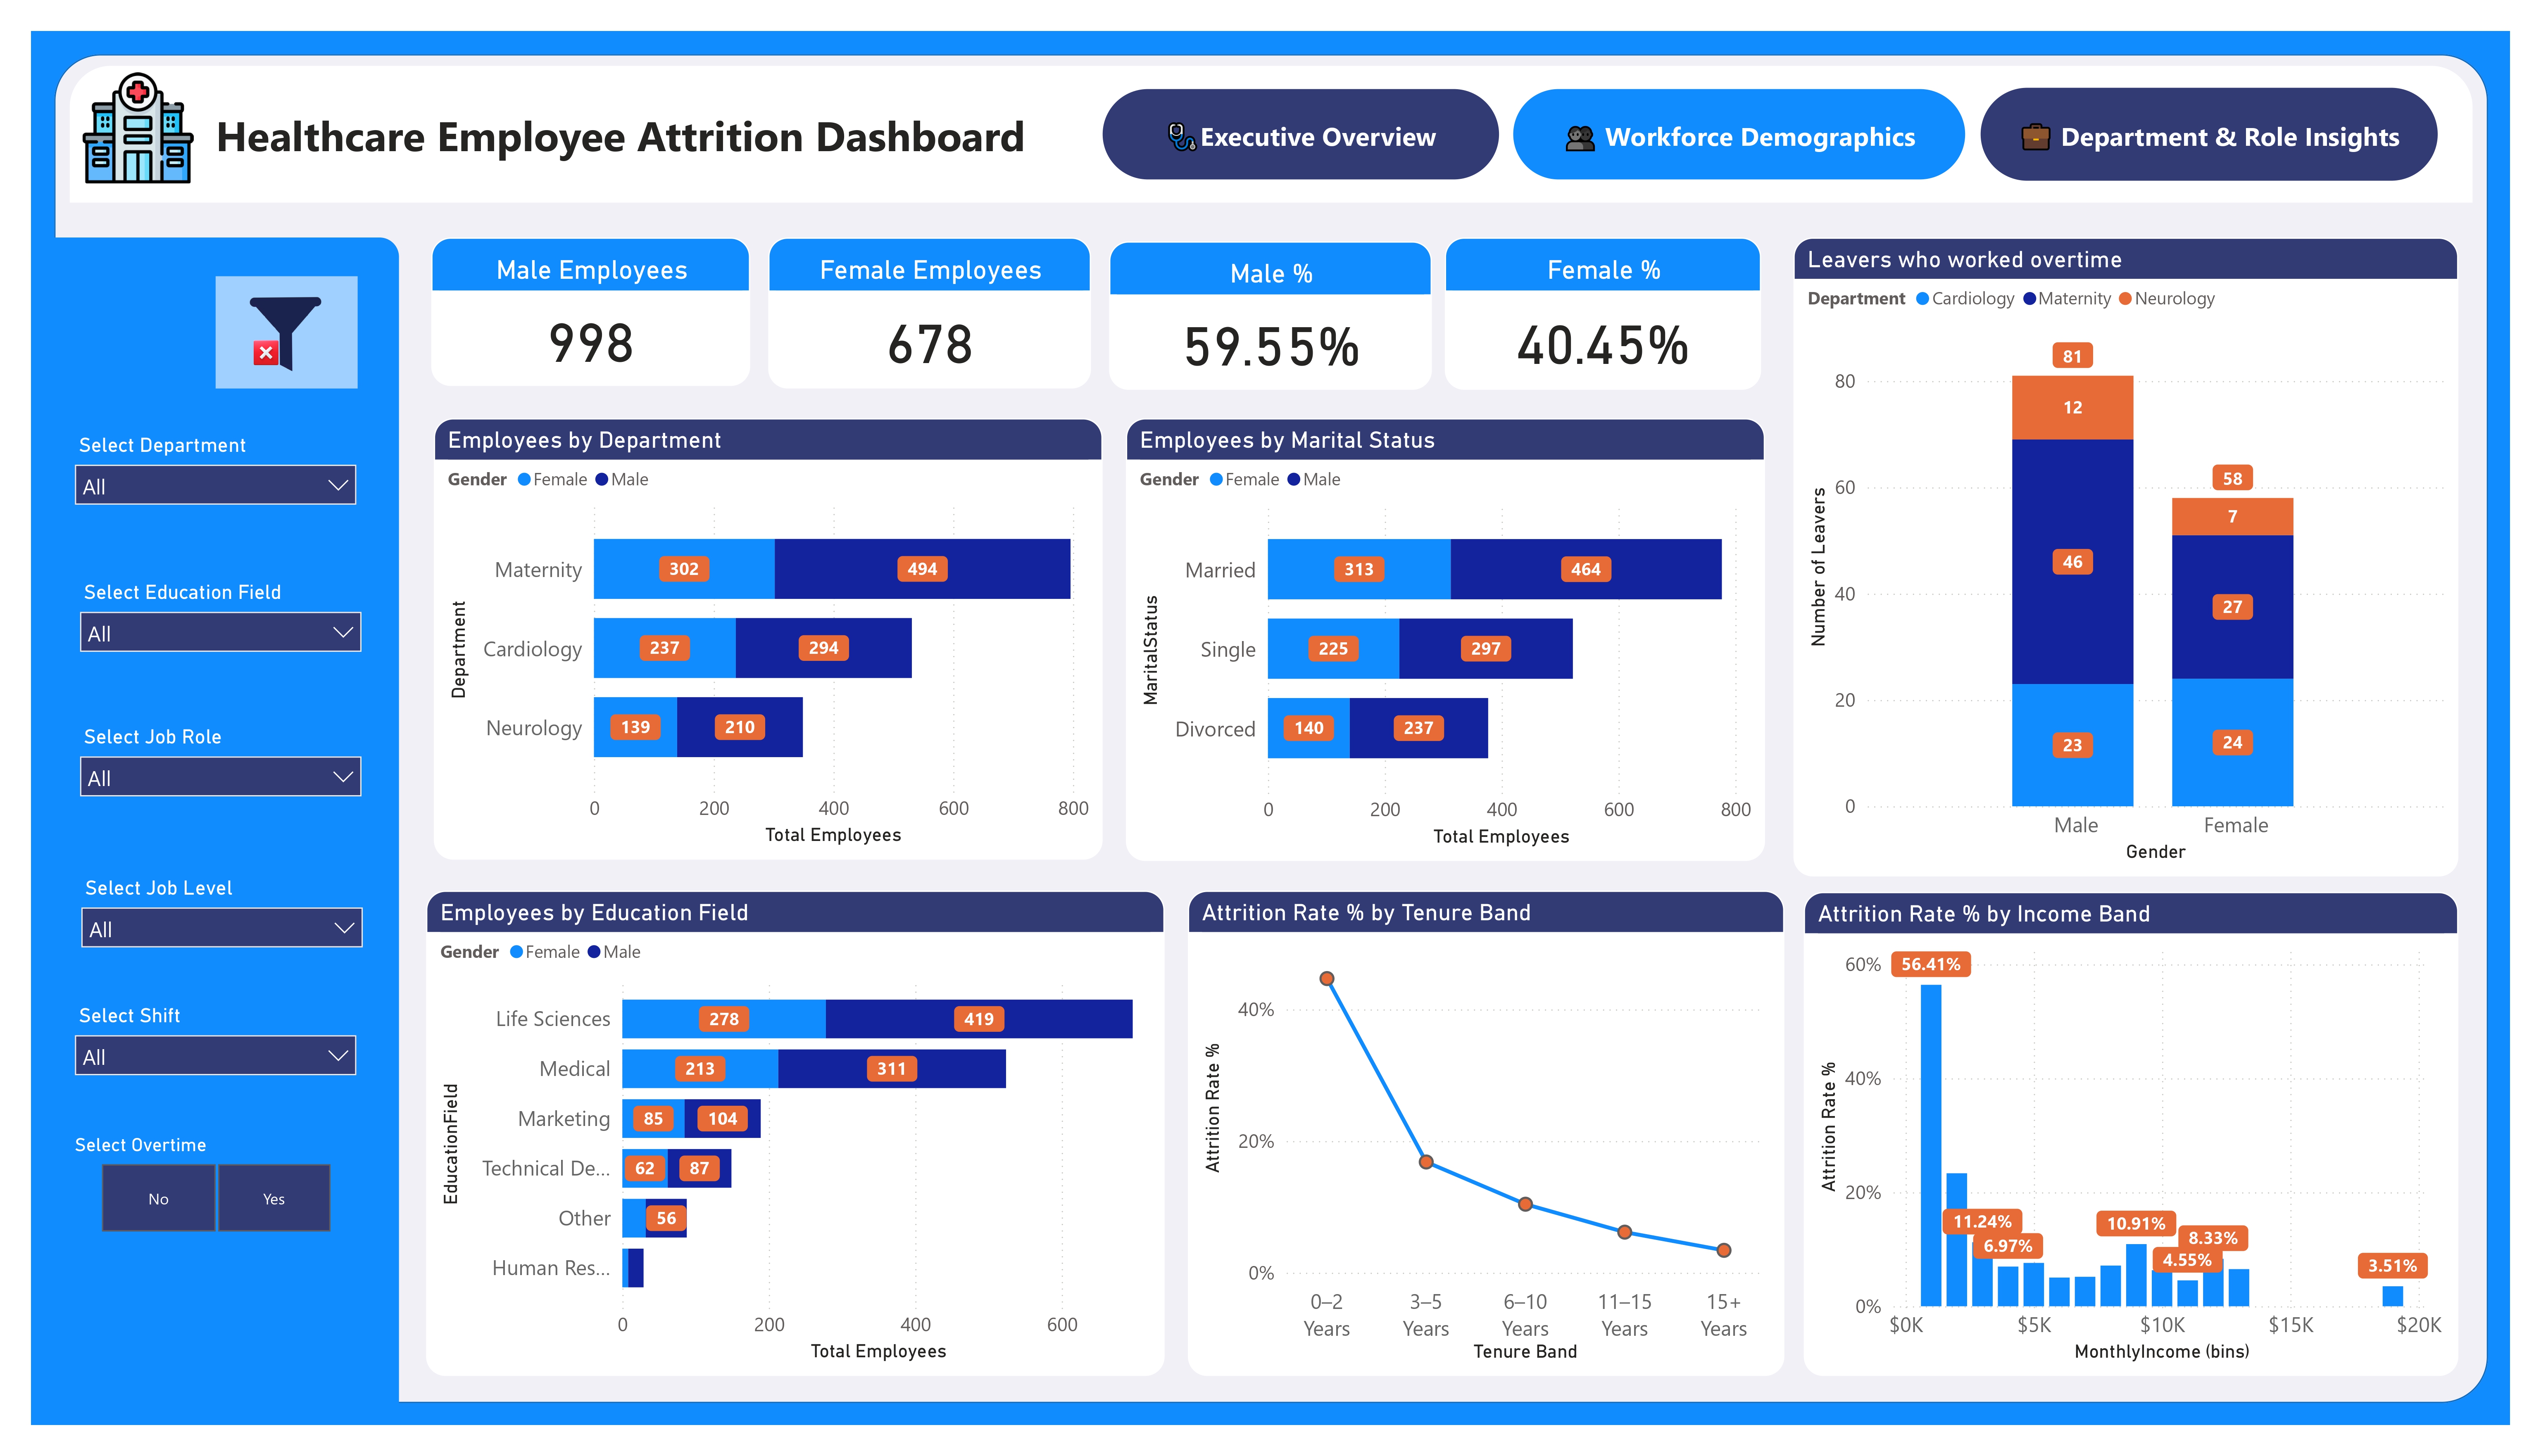 Healthcare Employee Attrition Dashboard
Executive Overview
Workforce Demographics
Department & Role Insights
Select Department
All
Select Education Field
All
Select Job Role
All
Select Job Level
All
Select Shift
All
Select Overtime
No
Yes
Male Employees
998
Female Employees
678
Male %
59.55%
Female %
40.45%
Employees by Department
Gender Female Male
Department
Maternity 302 494
Cardiology 237 294
Neurology 139 210
0 200 400 600 800
Total Employees
Employees by Marital Status
Gender Female Male
MaritalStatus
Married 313 464
Single 225 297
Divorced 140 237
0 200 400 600 800
Total Employees
Leavers who worked overtime
Department Cardiology Maternity Neurology
Number of Leavers
80
60
40
20
0
81
12
46
23
58
7
27
24
Male Female
Gender
Employees by Education Field
Gender Female Male
EducationField
Life Sciences 278 419
Medical 213 311
Marketing 85 104
Technical De... 62 87
Other 56
Human Res...
0 200 400 600
Total Employees
Attrition Rate % by Tenure Band
Attrition Rate %
40%
20%
0%
0–2 3–5 6–10 11–15 15+
Years Years Years Years Years
Tenure Band
Attrition Rate % by Income Band
Attrition Rate %
60%
40%
20%
0%
56.41%
11.24%
6.97%
10.91%
4.55%
8.33%
3.51%
$0K $5K $10K $15K $20K
MonthlyIncome (bins)